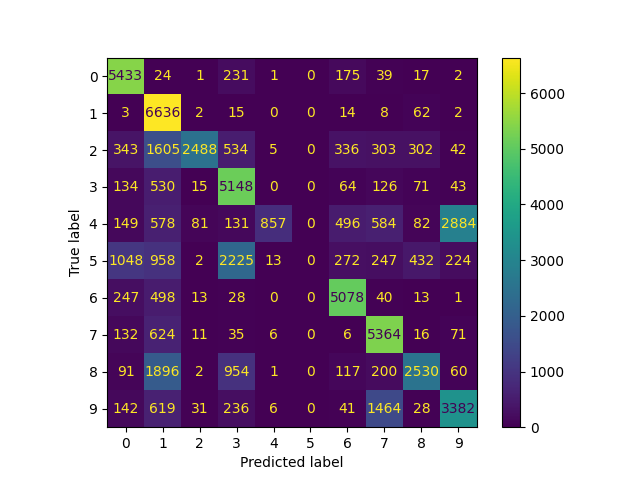 0 5433 24 1 231 1 0 175 39 17 2
1 3 6636 2 15 0 0 14 8 62 2
2 343 1605 2488 534 5 0 336 303 302 42
3 134 530 15 5148 0 0 64 126 71 43
4 149 578 81 131 857 0 496 584 82 2884
5 1048 958 2 2225 13 0 272 247 432 224
6 247 498 13 28 0 0 5078 40 13 1
7 132 624 11 35 6 0 6 5364 16 71
8 91 1896 2 954 1 0 117 200 2530 60
9 142 619 31 236 6 0 41 1464 28 3382
0 1 2 3 4 5 6 7 8 9
Predicted label
True label
6000
5000
4000
3000
2000
1000
0